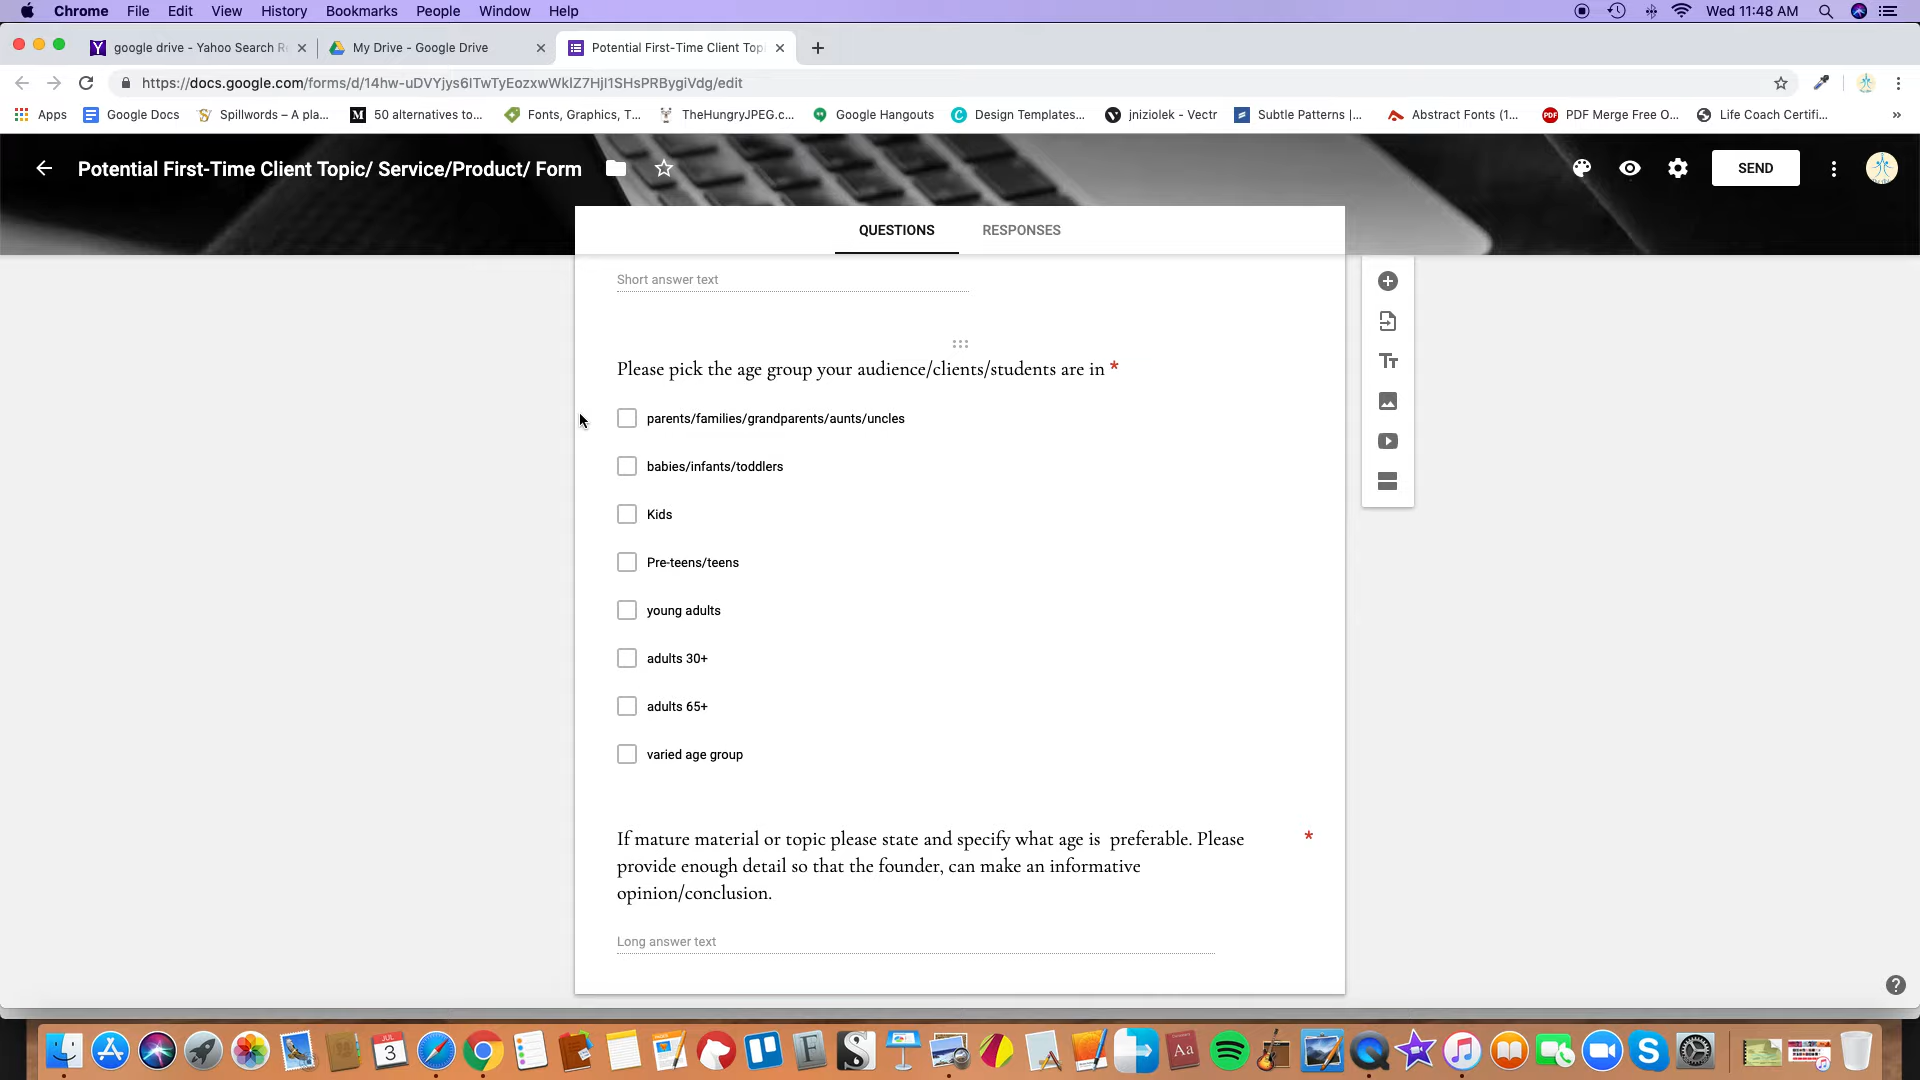 Chrome File Edit View History Bookmarks People Window Help Wed 11:48 AM
google drive - Yahoo Search Re My Drive - Google Drive Potential First-Time Client Top
https://docs.google.com/forms/d/14hw-uDVYjys6ITwTyEozxwWkIZ7HjI1SHsPRBygiVdg/edit
Apps Google Docs Spillwords – A pla... 50 alternatives to... Fonts, Graphics, T... TheHungryJPEG.c... Google Hangouts Design Templates... jniziolek - Vectr Subtle Patterns |... Abstract Fonts (1... PDF Merge Free O... Life Coach Certifi... »
Potential First-Time Client Topic/ Service/Product/ Form SEND
QUESTIONS RESPONSES
Short answer text
Please pick the age group your audience/clients/students are in *
parents/families/grandparents/aunts/uncles
babies/infants/toddlers
Kids
Pre-teens/teens
young adults
adults 30+
adults 65+
varied age group
If mature material or topic please state and specify what age is  preferable. Please *
provide enough detail so that the founder, can make an informative
opinion/conclusion.
Long answer text
JUL
3